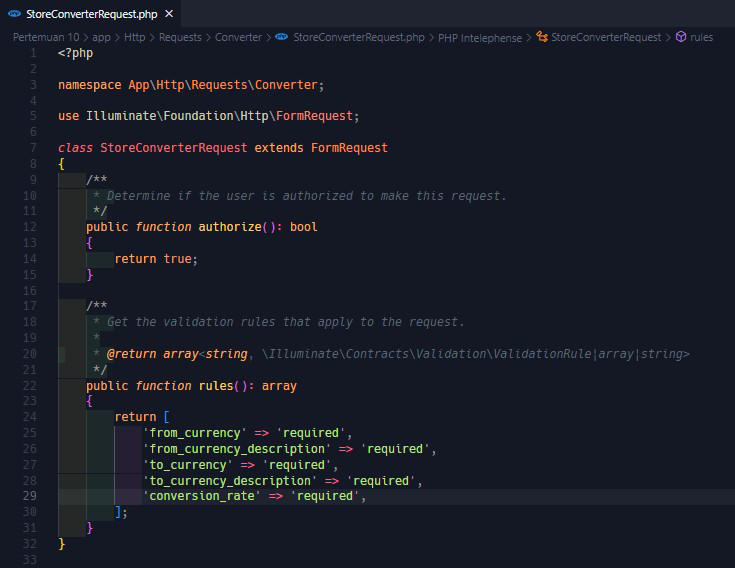 StoreConverterRequest.php ×
Pertemuan 10 > app > Http > Requests > Converter > StoreConverterRequest.php > PHP Intelephense > StoreConverterRequest > rules
1 <?php
2
3 namespace App\Http\Requests\Converter;
4
5 use Illuminate\Foundation\Http\FormRequest;
6
7 class StoreConverterRequest extends FormRequest
8 {
9     /**
10      * Determine if the user is authorized to make this request.
11      */
12     public function authorize(): bool
13     {
14         return true;
15     }
16
17     /**
18      * Get the validation rules that apply to the request.
19      *
20      * @return array<string, \Illuminate\Contracts\Validation\ValidationRule|array|string>
21      */
22     public function rules(): array
23     {
24         return [
25             'from_currency' => 'required',
26             'from_currency_description' => 'required',
27             'to_currency' => 'required',
28             'to_currency_description' => 'required',
29             'conversion_rate' => 'required',
30         ];
31     }
32 }
33